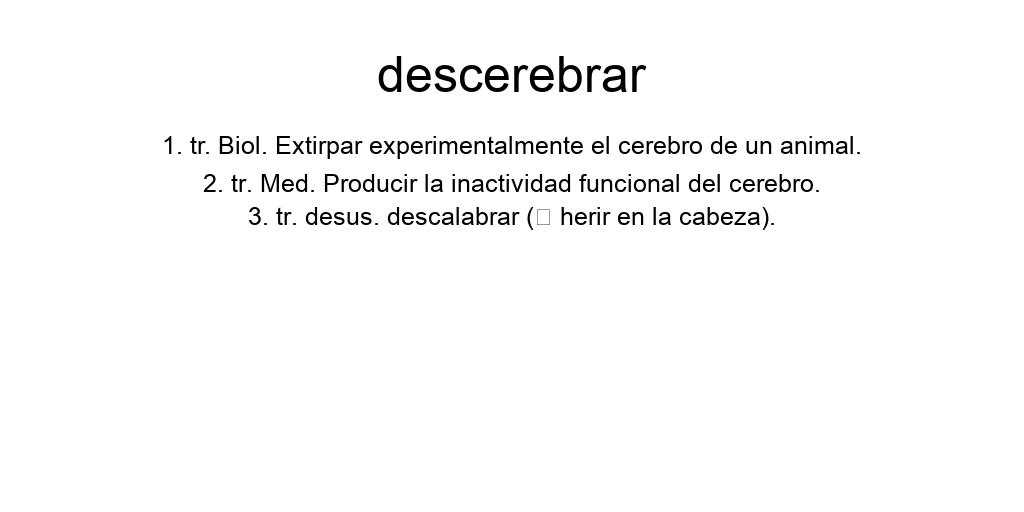 descerebrar
1. tr. Biol. Extirpar experimentalmente el cerebro de un animal.
2. tr. Med. Producir la inactividad funcional del cerebro.
3. tr. desus. descalabrar (□ herir en la cabeza).